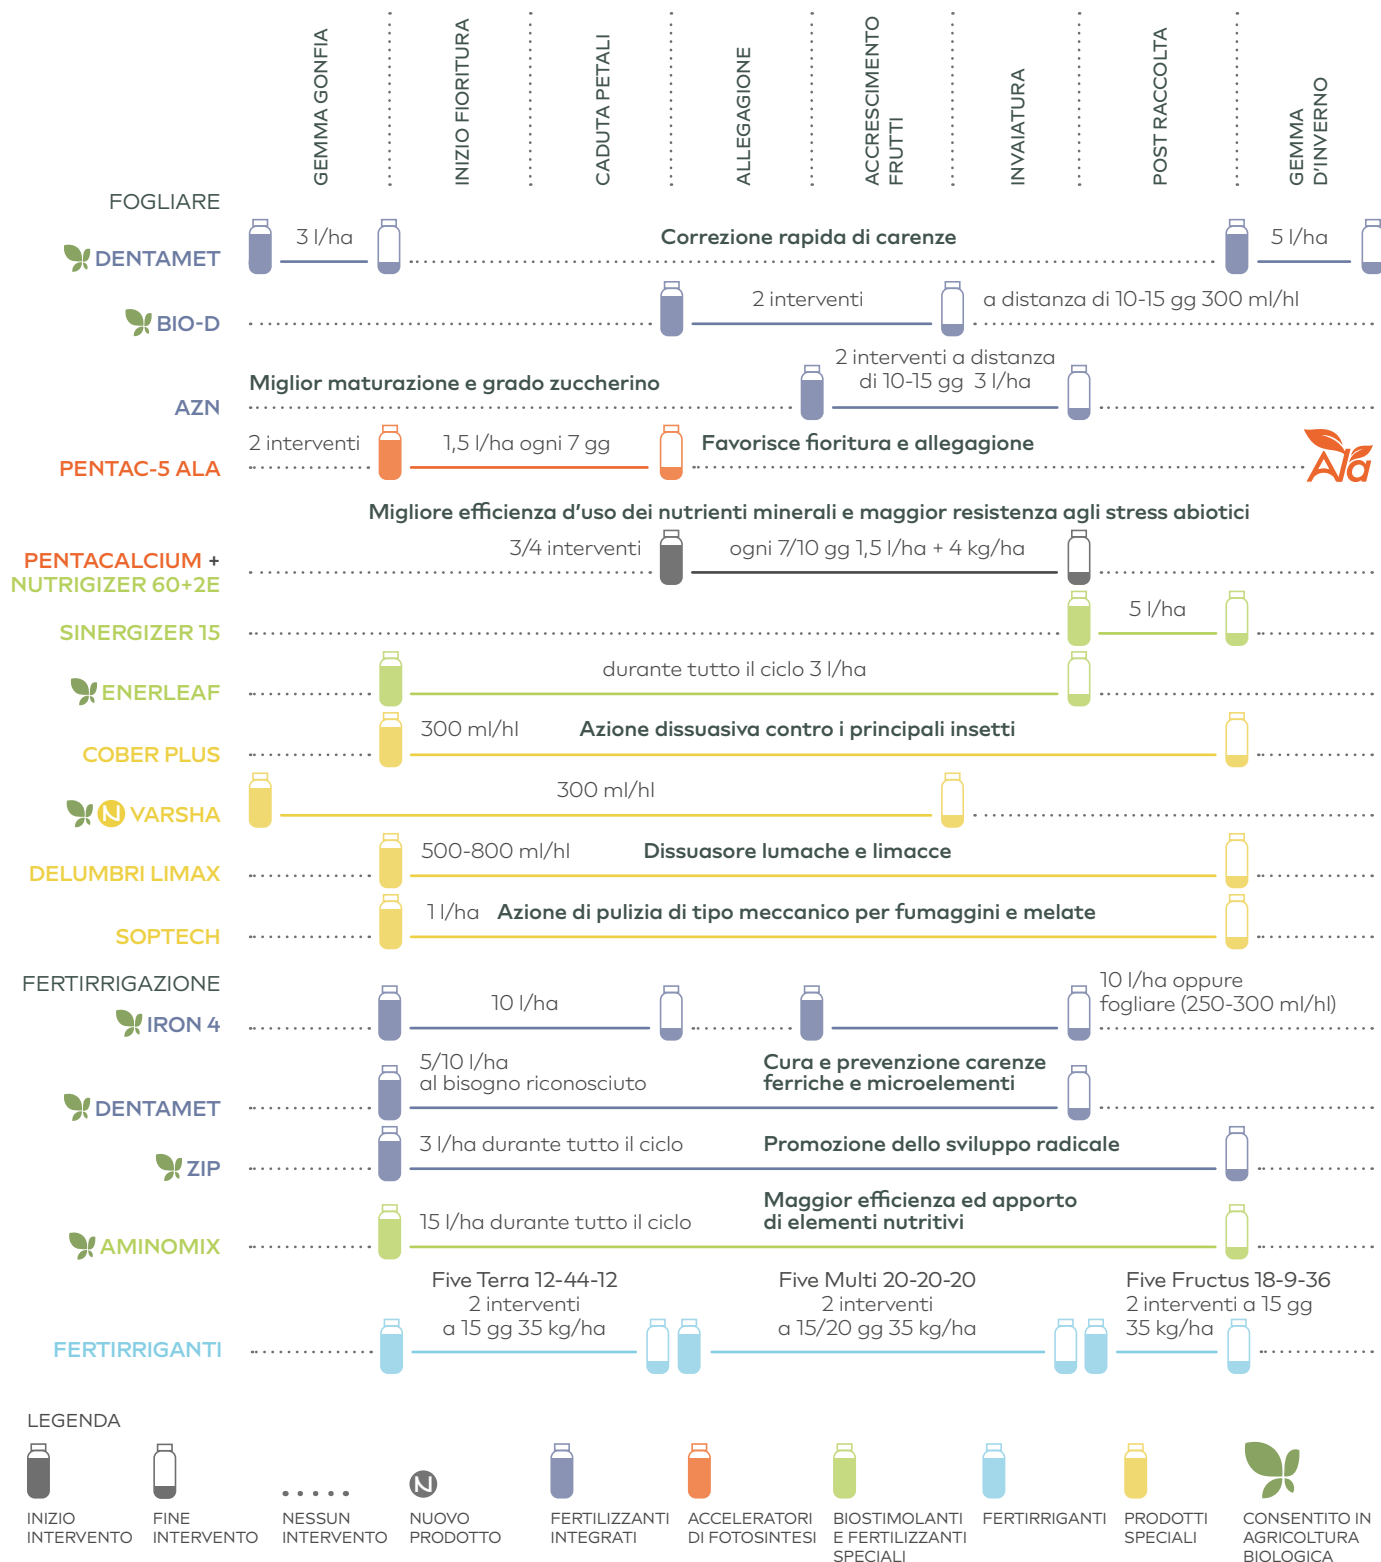 GEMMA GONFIA
INIZIO FIORITURA
CADUTA PETALI
ALLEGAGIONE
ACCRESCIMENTO
FRUTTI
INVAIATURA
POST RACCOLTA
GEMMA
D'INVERNO
FOGLIARE
DENTAMET
3 l/ha
Correzione rapida di carenze
5 l/ha
BIO-D
2 interventi
a distanza di 10-15 gg 300 ml/hl
AZN
Miglior maturazione e grado zuccherino
2 interventi a distanza
di 10-15 gg 3 l/ha
PENTAC-5 ALA
2 interventi
1,5 l/ha ogni 7 gg
Favorisce fioritura e allegagione
Ala
Migliore efficienza d'uso dei nutrienti minerali e maggior resistenza agli stress abiotici
PENTACALCIUM +
NUTRIGIZER 60+2E
3/4 interventi
ogni 7/10 gg 1,5 l/ha + 4 kg/ha
SINERGIZER 15
5 l/ha
ENERLEAF
durante tutto il ciclo 3 l/ha
COBER PLUS
300 ml/hl
Azione dissuasiva contro i principali insetti
N VARSHA
300 ml/hl
DELUMBRI LIMAX
500-800 ml/hl
Dissuasore lumache e limacce
SOPTECH
1 l/ha
Azione di pulizia di tipo meccanico per fumaggini e melate
FERTIRRIGAZIONE
IRON 4
10 l/ha
10 l/ha oppure
fogliare (250-300 ml/hl)
DENTAMET
5/10 l/ha
al bisogno riconosciuto
Cura e prevenzione carenze
ferriche e microelementi
ZIP
3 l/ha durante tutto il ciclo
Promozione dello sviluppo radicale
AMINOMIX
15 l/ha durante tutto il ciclo
Maggior efficienza ed apporto
di elementi nutritivi
FERTIRRIGANTI
Five Terra 12-44-12
2 interventi
a 15 gg 35 kg/ha
Five Multi 20-20-20
2 interventi
a 15/20 gg 35 kg/ha
Five Fructus 18-9-36
2 interventi a 15 gg
35 kg/ha
LEGENDA
INIZIO
INTERVENTO
FINE
INTERVENTO
NESSUN
INTERVENTO
N
NUOVO
PRODOTTO
FERTILIZZANTI
INTEGRATI
ACCELERATORI
DI FOTOSINTESI
BIOSTIMOLANTI
E FERTILIZZANTI
SPECIALI
FERTIRRIGANTI
PRODOTTI
SPECIALI
CONSENTITO IN
AGRICOLTURA
BIOLOGICA